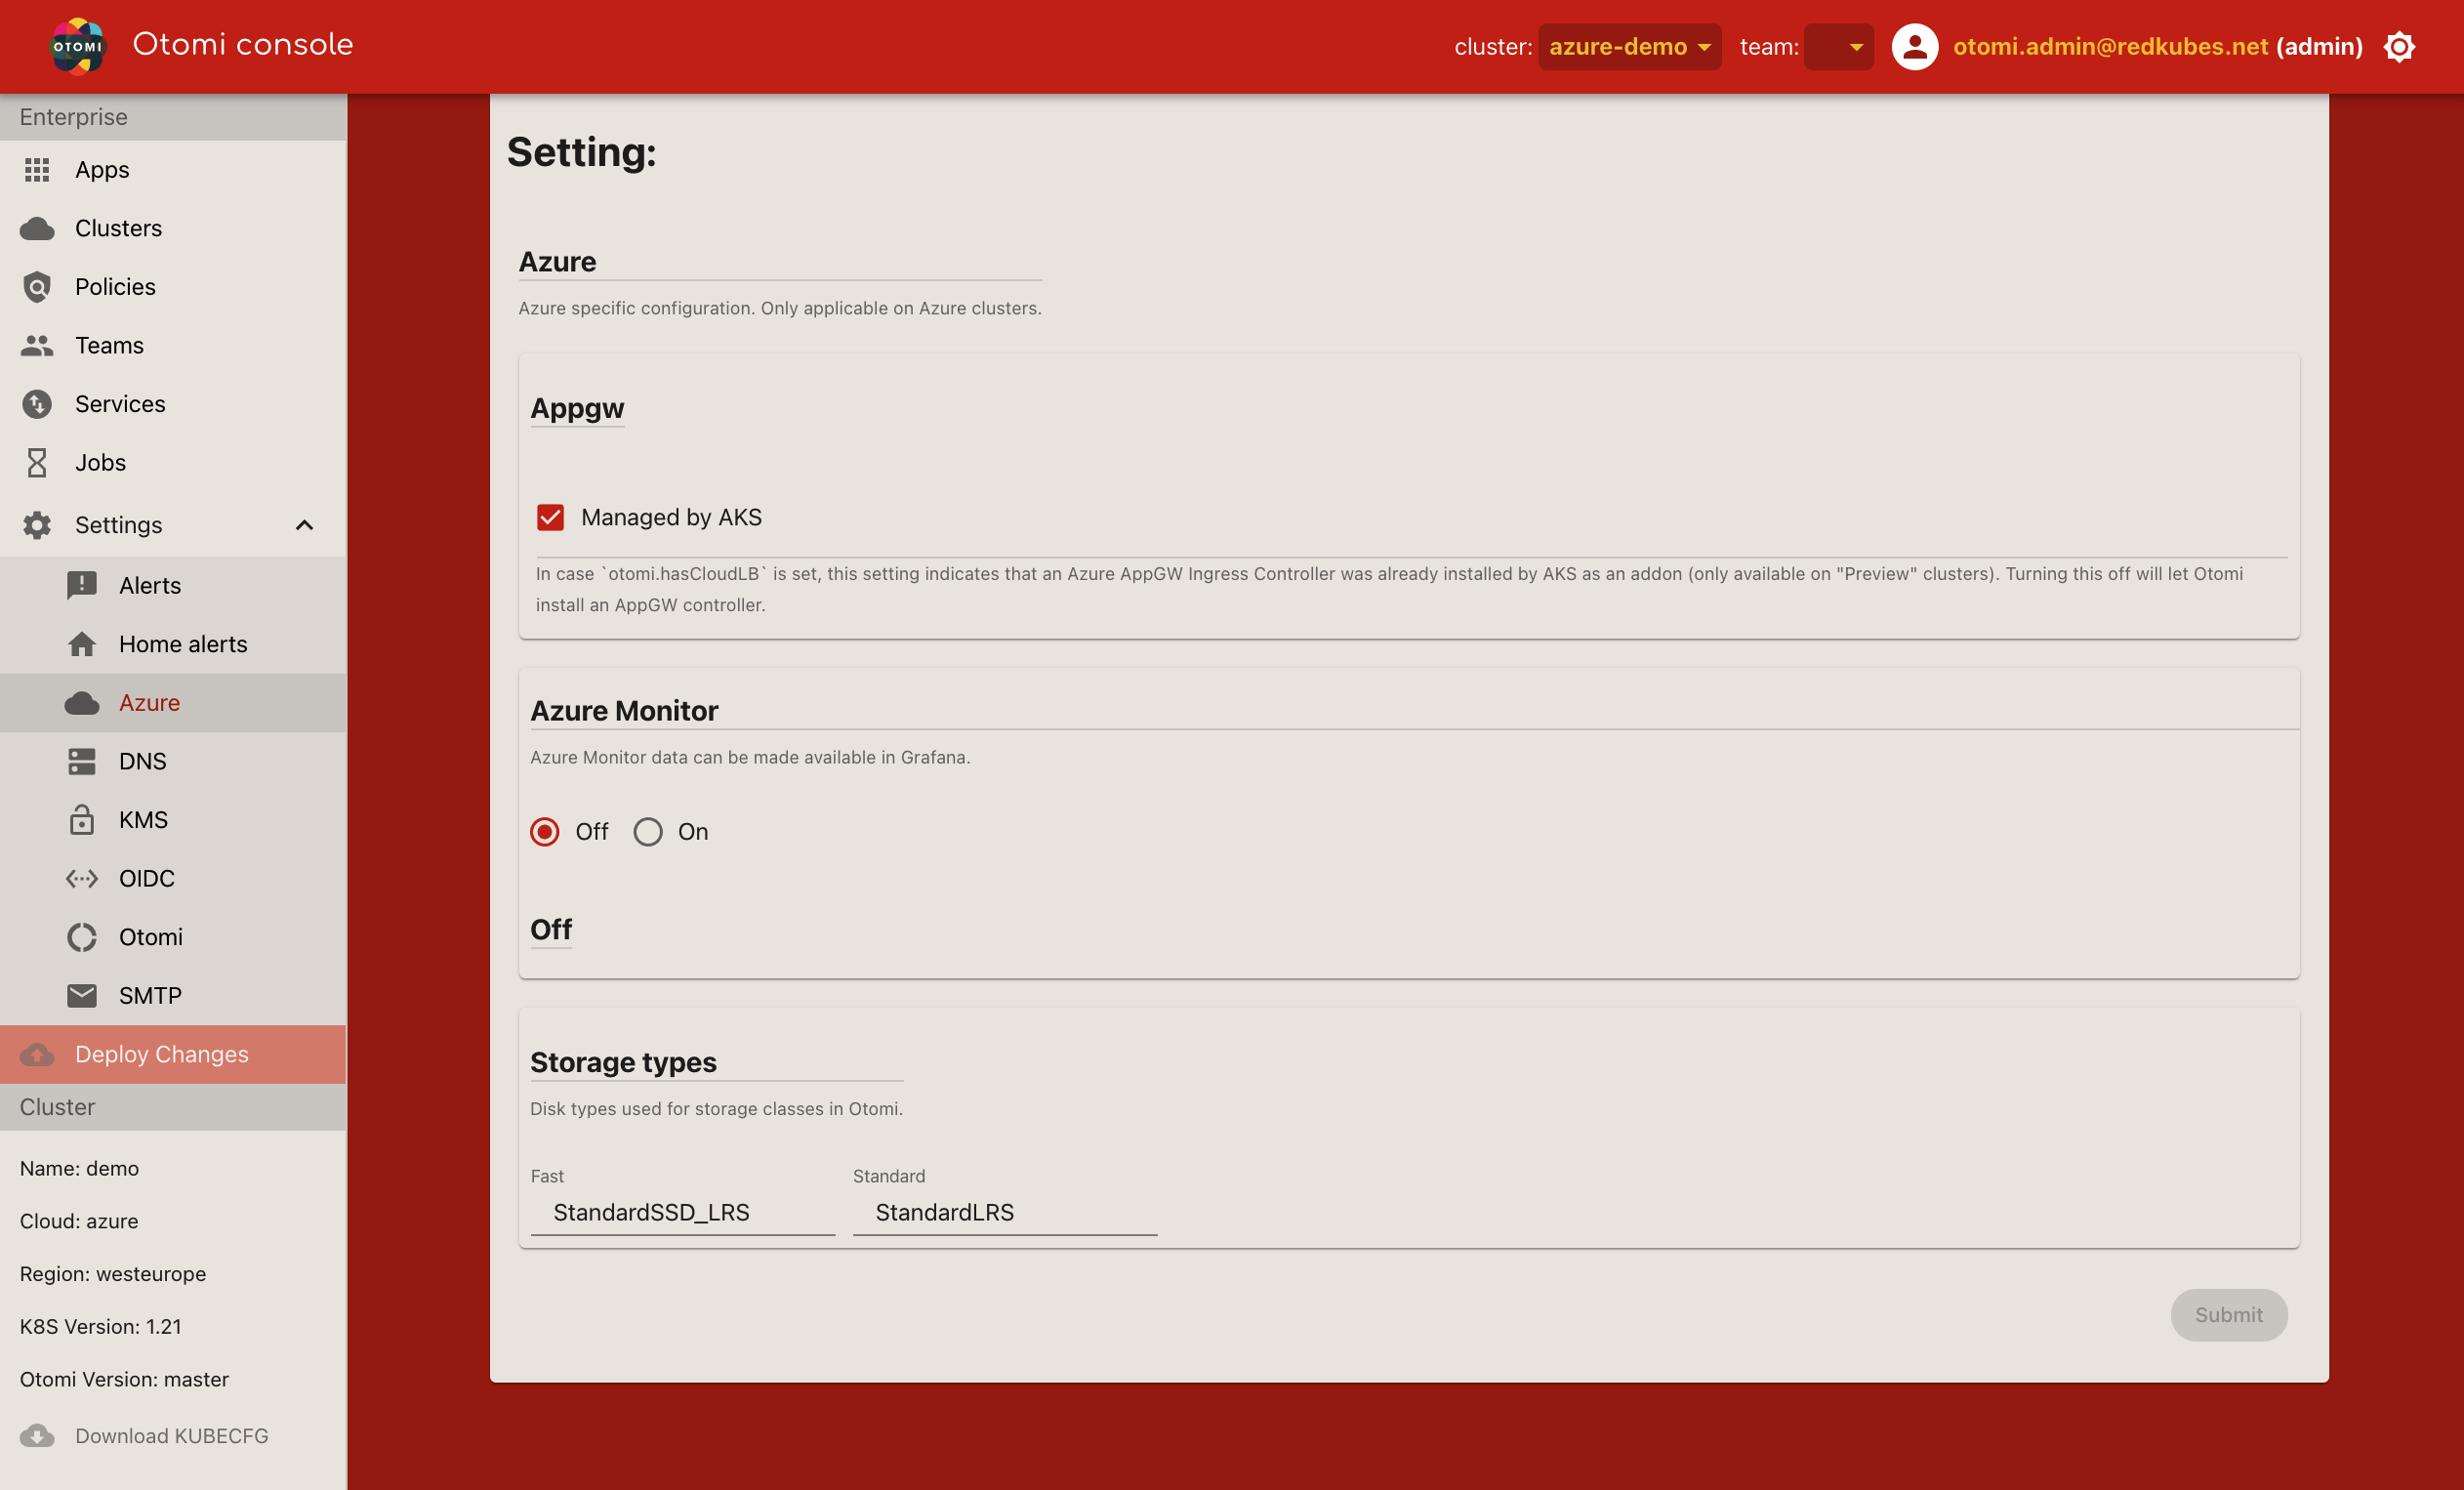 OTOMI
Otomi console
cluster: azure-demo
team:
otomi.admin@redkubes.net (admin)
Enterprise
Apps
Clusters
Policies
Teams
Services
Jobs
Settings
Alerts
Home alerts
Azure
DNS
KMS
OIDC
Otomi
SMTP
Deploy Changes
Cluster
Name: demo
Cloud: azure
Region: westeurope
K8S Version: 1.21
Otomi Version: master
Download KUBECFG
Setting:
Azure
Azure specific configuration. Only applicable on Azure clusters.
Appgw
Managed by AKS
In case `otomi.hasCloudLB` is set, this setting indicates that an Azure AppGW Ingress Controller was already installed by AKS as an addon (only available on "Preview" clusters). Turning this off will let Otomi
install an AppGW controller.
Azure Monitor
Azure Monitor data can be made available in Grafana.
Off On
Off
Storage types
Disk types used for storage classes in Otomi.
Fast Standard
StandardSSD_LRS StandardLRS
Submit